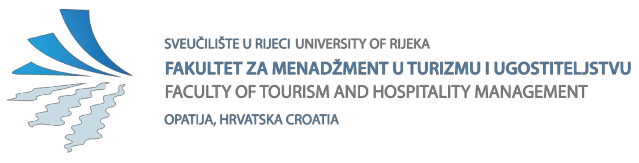 SVEUČILIŠTE U RIJECI UNIVERSITY OF RIJEKA
FAKULTET ZA MENADŽMENT U TURIZMU I UGOSTITELJSTVU
FACULTY OF TOURISM AND HOSPITALITY MANAGEMENT
OPATIJA, HRVATSKA CROATIA